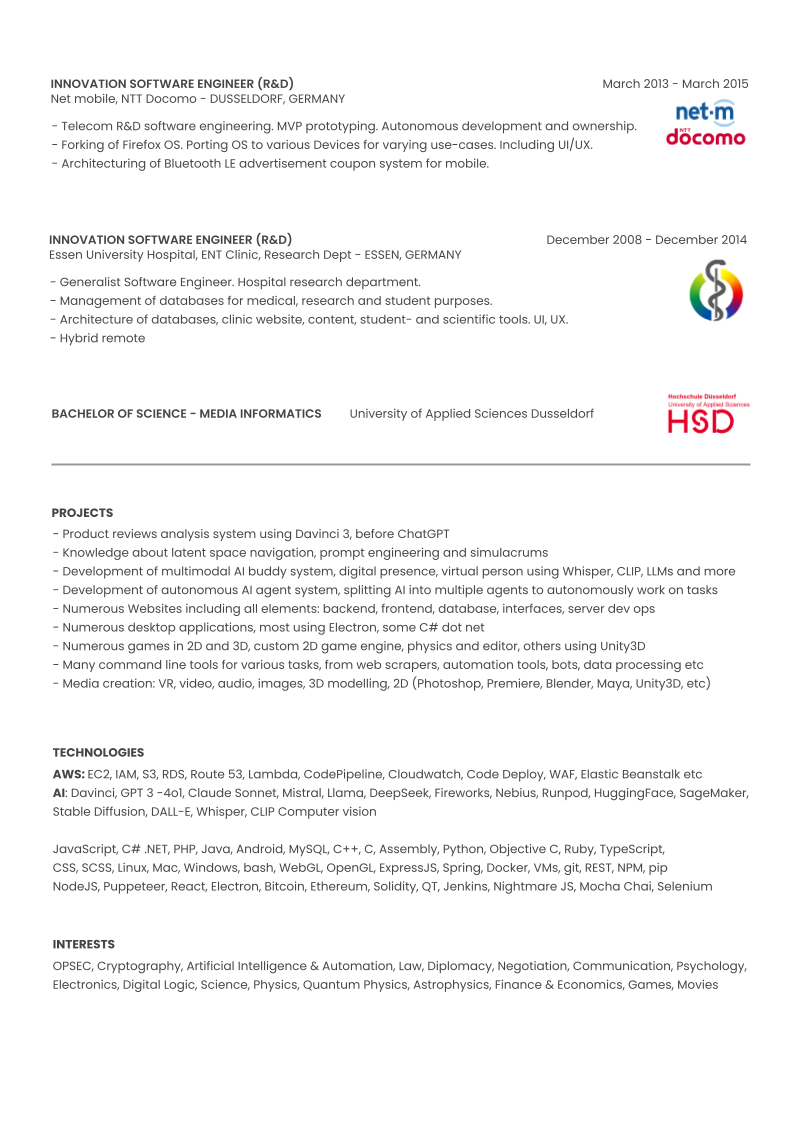 INNOVATION SOFTWARE ENGINEER (R&D) March 2013 - March 2015
Net mobile, NTT Docomo - DUSSELDORF, GERMANY
net·m
NTT
döcomo
- Telecom R&D software engineering. MVP prototyping. Autonomous development and ownership.
- Forking of Firefox OS. Porting OS to various Devices for varying use-cases. Including UI/UX.
- Architecturing of Bluetooth LE advertisement coupon system for mobile.
INNOVATION SOFTWARE ENGINEER (R&D) December 2008 - December 2014
Essen University Hospital, ENT Clinic, Research Dept - ESSEN, GERMANY
- Generalist Software Engineer. Hospital research department.
- Management of databases for medical, research and student purposes.
- Architecture of databases, clinic website, content, student- and scientific tools. UI, UX.
- Hybrid remote
BACHELOR OF SCIENCE - MEDIA INFORMATICS University of Applied Sciences Dusseldorf
Hochschule Düsseldorf
University of Applied Sciences
HSD
PROJECTS
- Product reviews analysis system using Davinci 3, before ChatGPT
- Knowledge about latent space navigation, prompt engineering and simulacrums
- Development of multimodal AI buddy system, digital presence, virtual person using Whisper, CLIP, LLMs and more
- Development of autonomous AI agent system, splitting AI into multiple agents to autonomously work on tasks
- Numerous Websites including all elements: backend, frontend, database, interfaces, server dev ops
- Numerous desktop applications, most using Electron, some C# dot net
- Numerous games in 2D and 3D, custom 2D game engine, physics and editor, others using Unity3D
- Many command line tools for various tasks, from web scrapers, automation tools, bots, data processing etc
- Media creation: VR, video, audio, images, 3D modelling, 2D (Photoshop, Premiere, Blender, Maya, Unity3D, etc)
TECHNOLOGIES
AWS: EC2, IAM, S3, RDS, Route 53, Lambda, CodePipeline, Cloudwatch, Code Deploy, WAF, Elastic Beanstalk etc
AI: Davinci, GPT 3 -4o1, Claude Sonnet, Mistral, Llama, DeepSeek, Fireworks, Nebius, Runpod, HuggingFace, SageMaker,
Stable Diffusion, DALL-E, Whisper, CLIP Computer vision
JavaScript, C# .NET, PHP, Java, Android, MySQL, C++, C, Assembly, Python, Objective C, Ruby, TypeScript,
CSS, SCSS, Linux, Mac, Windows, bash, WebGL, OpenGL, ExpressJS, Spring, Docker, VMs, git, REST, NPM, pip
NodeJS, Puppeteer, React, Electron, Bitcoin, Ethereum, Solidity, QT, Jenkins, Nightmare JS, Mocha Chai, Selenium
INTERESTS
OPSEC, Cryptography, Artificial Intelligence & Automation, Law, Diplomacy, Negotiation, Communication, Psychology,
Electronics, Digital Logic, Science, Physics, Quantum Physics, Astrophysics, Finance & Economics, Games, Movies